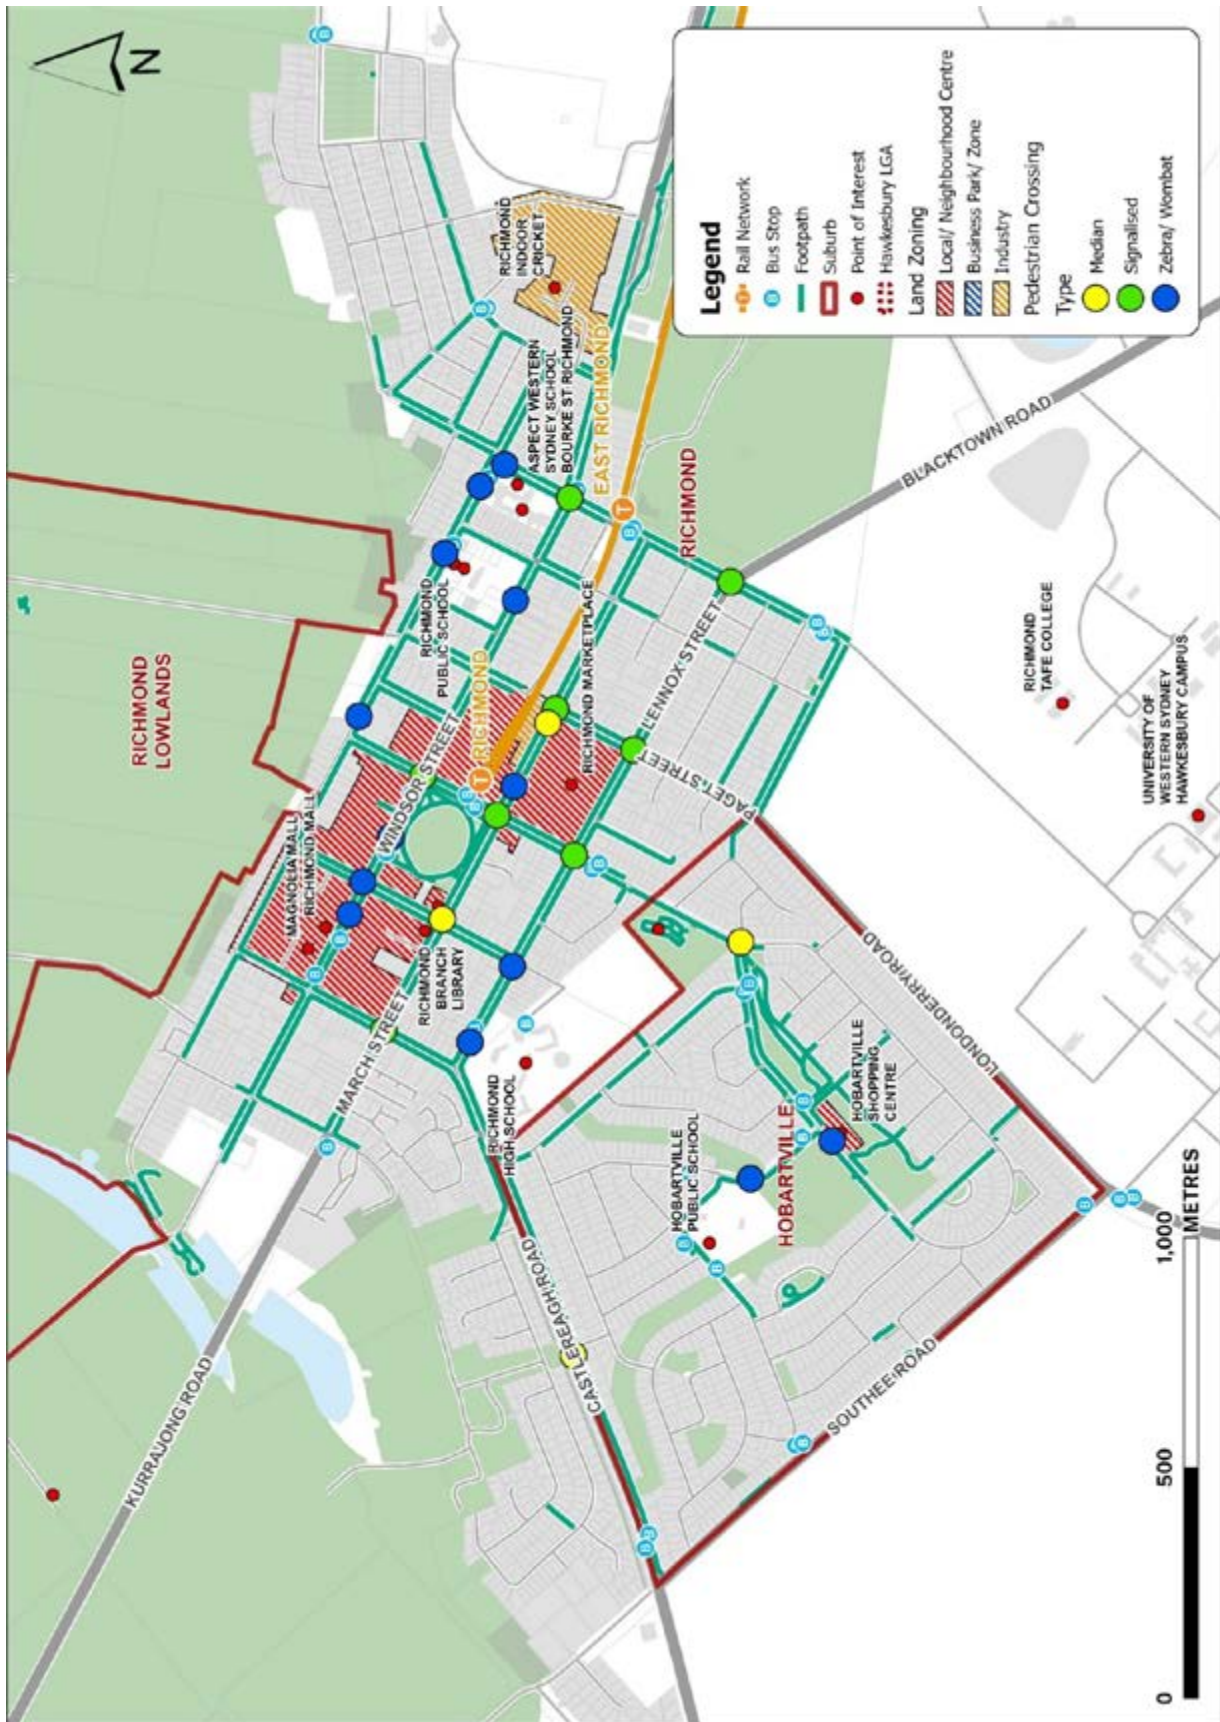 N
RICHMOND
LOWLANDS
KURRAJONG ROAD
MARCH STREET
MAGNOLIA MALL
RICHMOND MALL
WINDSOR STREET
RICHMOND
PUBLIC SCHOOL
RICHMOND
INDOOR
CRICKET
ASPECT WESTERN
SYDNEY SCHOOL
BOURKE ST RICHMOND
EAST RICHMOND
T
RICHMOND
T
RICHMOND
BRANCH
LIBRARY
RICHMOND MARKETPLACE
RICHMOND
LENNOX STREET
PAGET STREET
BLACKTOWN ROAD
RICHMOND
HIGH SCHOOL
CASTLEREAGH ROAD
HOBARTVILLE
PUBLIC SCHOOL
HOBARTVILLE
HOBARTVILLE
SHOPPING
CENTRE
LONDONDERRY ROAD
SOUTHEE ROAD
RICHMOND
TAFE COLLEGE
UNIVERSITY OF
WESTERN SYDNEY
HAWKESBURY CAMPUS
Legend
T Rail Network
B Bus Stop
Footpath
Suburb
Point of Interest
Hawkesbury LGA
Land Zoning
Local/ Neighbourhood Centre
Business Park/ Zone
Industry
Pedestrian Crossing
Type
Median
Signalised
Zebra/ Wombat
0 500 1,000
METRES